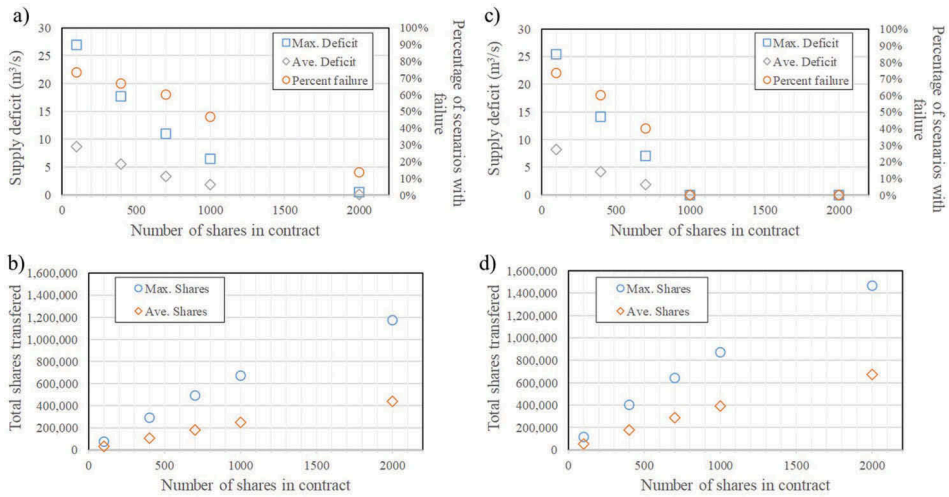 a)
30
25
20
15
10
5
0
Supply deficit (m³/s)
Max. Deficit
Ave. Deficit
Percent failure
100%
90%
80%
70%
60%
50%
40%
30%
20%
10%
0%
Percentage of scenarios with
failure
0 500 1000 1500 2000
Number of shares in contract
c)
30
25
20
15
10
5
0
Supply deficit (m³/s)
Max. Deficit
Ave. Deficit
Percent failure
100%
90%
80%
70%
60%
50%
40%
30%
20%
10%
0%
Percentage of scenarios with
failure
0 500 1000 1500 2000
Number of shares in contract
b)
1,600,000
1,400,000
1,200,000
1,000,000
800,000
600,000
400,000
200,000
0
Total shares transfered
Max. Shares
Ave. Shares
0 500 1000 1500 2000
Number of shares in contract
d)
1,600,000
1,400,000
1,200,000
1,000,000
800,000
600,000
400,000
200,000
0
Total shares transfered
Max. Shares
Ave. Shares
0 500 1000 1500 2000
Number of shares in contract